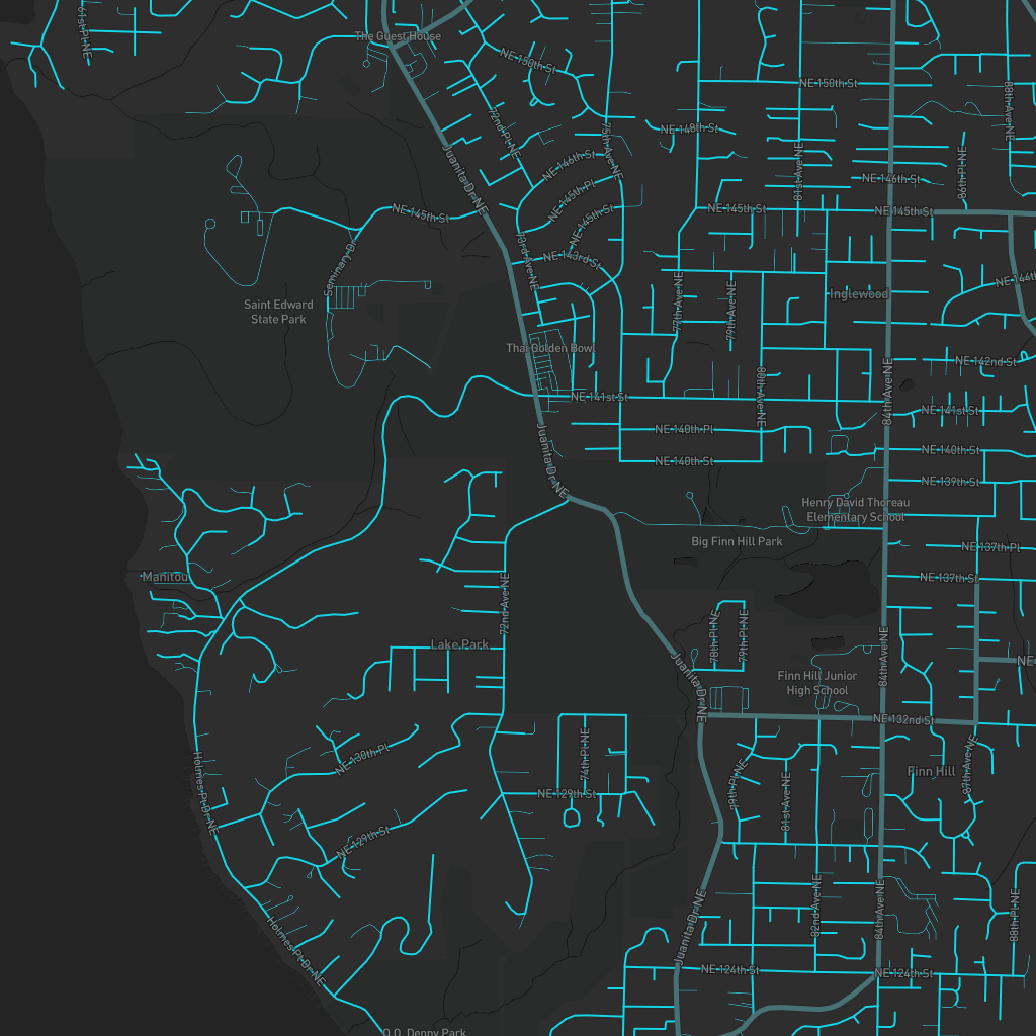 61st Pl NE
The Guest House
NE 150th St
NE 150th St
88th Ave NE
72nd Pl NE
NE 148th St
75th Ave NE
Juanita Dr NE
NE 146th St
81st Ave NE
NE 146th St
86th Pl NE
NE 145th Pl
NE 145th St
NE 145th St
NE 145th St
NE 145th St
Seminary Dr
73rd Ave NE
NE 143rd St
NE 144th
Saint Edward
State Park
77th Ave NE
79th Ave NE
Inglewood
Thai Golden Bowl
NE 142nd St
80th Ave NE
84th Ave NE
NE 141st St
NE 141st St
NE 140th Pl
NE 140th St
Juanita Dr NE
NE 140th St
NE 139th St
Henry David Thoreau
Elementary School
Big Finn Hill Park
NE 137th Pl
Manitou
NE 137th St
72nd Ave NE
78th Pl NE
79th Pl NE
84th Ave NE
Lake Park
Juanita Dr NE
NE
Finn Hill Junior
High School
NE 132nd St
NE 130th Pl
74th Pl NE
79th Pl NE
81st Ave NE
Finn Hill
87th Ave NE
Holmes Pt Dr NE
NE 129th St
NE 129th St
82nd Ave NE
84th Ave NE
88th Pl NE
Juanita Dr NE
Holmes Pt Dr NE
NE 124th St
NE 124th St
O.O. Denny Park